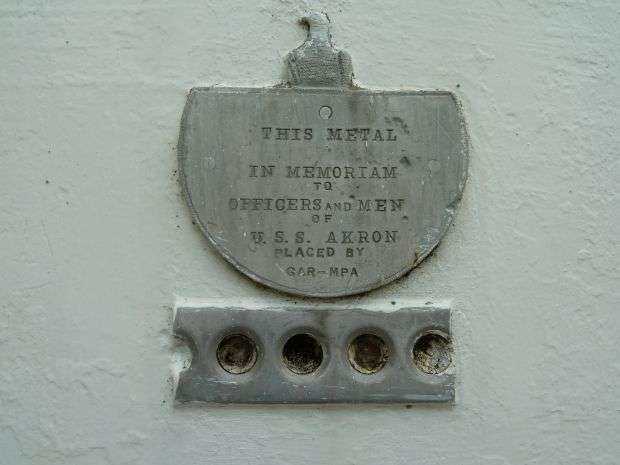 THIS METAL
IN MEMORIAM
TO
OFFICERS AND MEN
OF
U.S.S. AKRON
PLACED BY
GAR-MPA